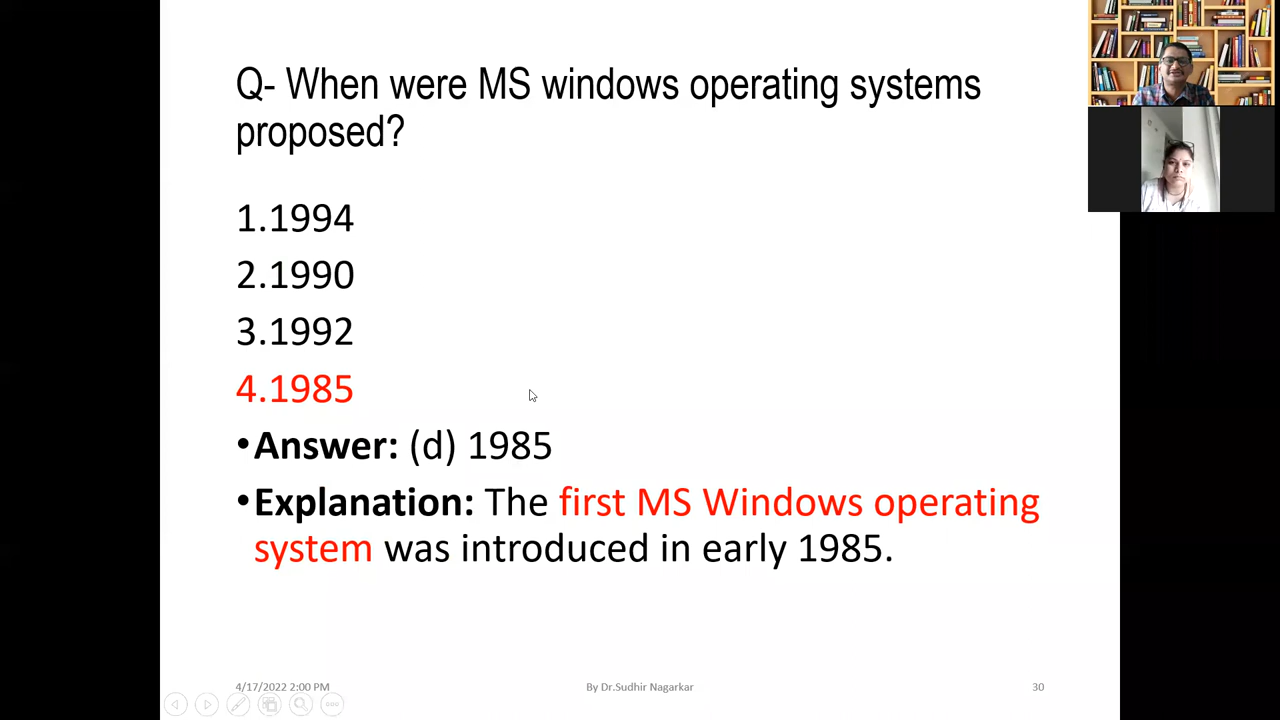 Q- When were MS windows operating systems
proposed?
1.1994
2.1990
3.1992
4.1985
•Answer: (d) 1985
•Explanation: The first MS Windows operating
system was introduced in early 1985.
4/17/2022 2:00 PM
By Dr.Sudhir Nagarkar
30